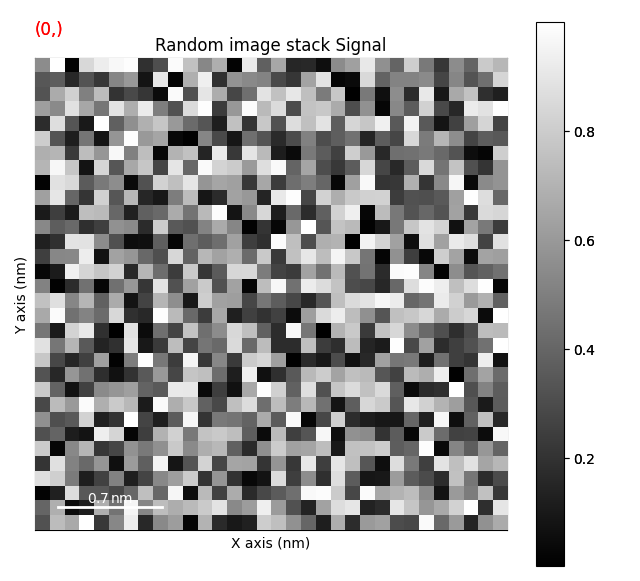 (0,)
Random image stack Signal
0.8
0.6
0.4
0.2
Y axis (nm)
0.7 nm
X axis (nm)